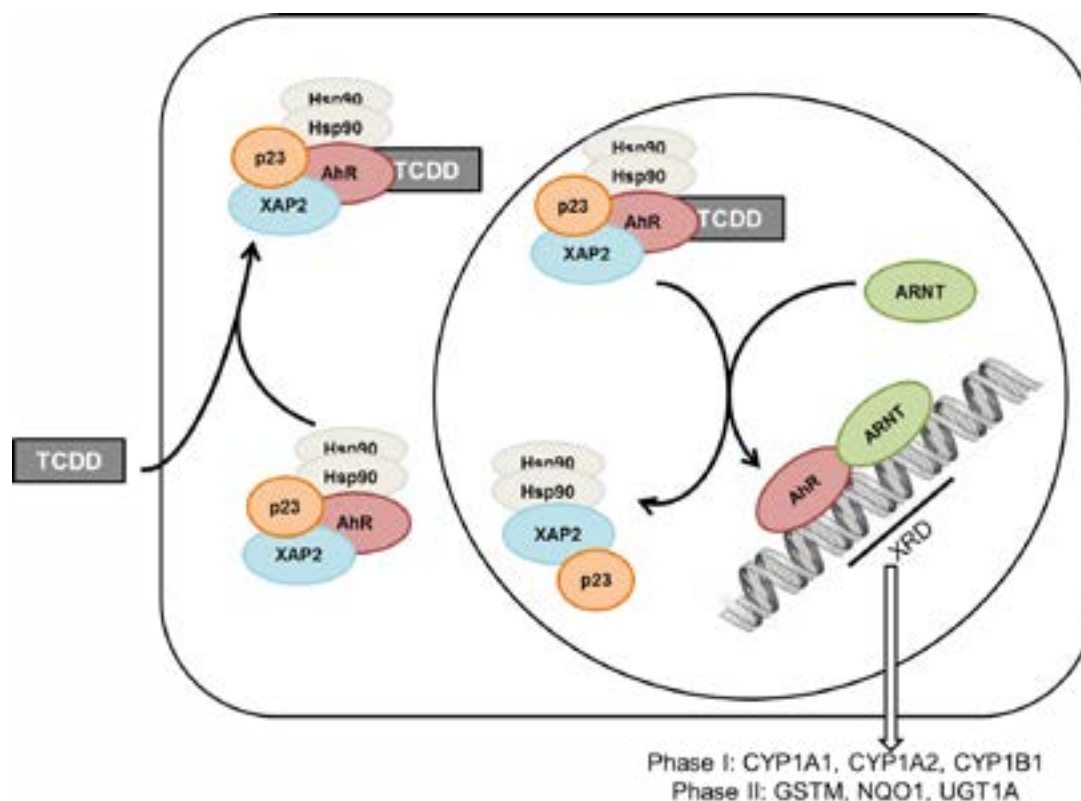 Hsp90
Hsp90
p23
AhR
TCDD
XAP2
Hsp90
Hsp90
p23
AhR
TCDD
XAP2
ARNT
TCDD
Hsp90
Hsp90
p23
AhR
XAP2
Hsp90
Hsp90
XAP2
p23
AhR
ARNT
XRD
Phase I: CYP1A1, CYP1A2, CYP1B1
Phase II: GSTM, NQO1, UGT1A